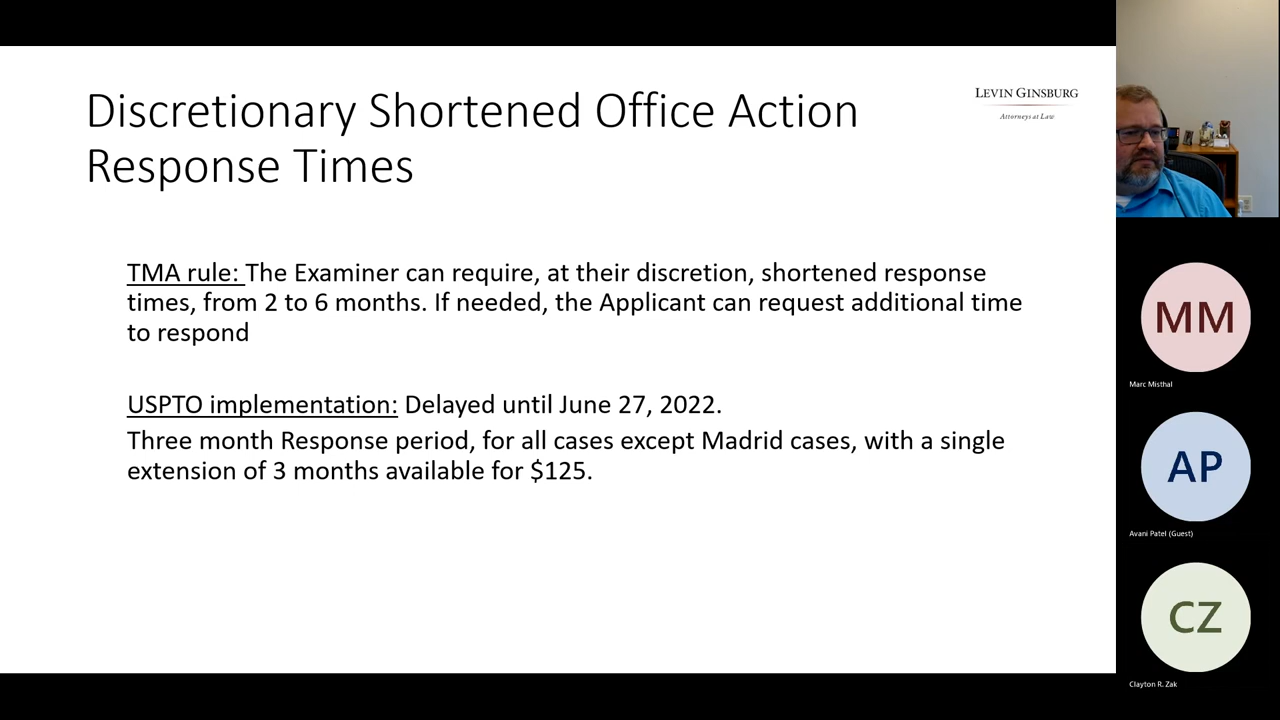 Discretionary Shortened Office Action
Response Times
LEVIN GINSBURG
Attorneys at Law
TMA rule: The Examiner can require, at their discretion, shortened response
times, from 2 to 6 months. If needed, the Applicant can request additional time
to respond
USPTO implementation: Delayed until June 27, 2022.
Three month Response period, for all cases except Madrid cases, with a single
extension of 3 months available for $125.
MM
Marc Misthal
AP
Avani Patel (Guest)
CZ
Clayton R. Zak